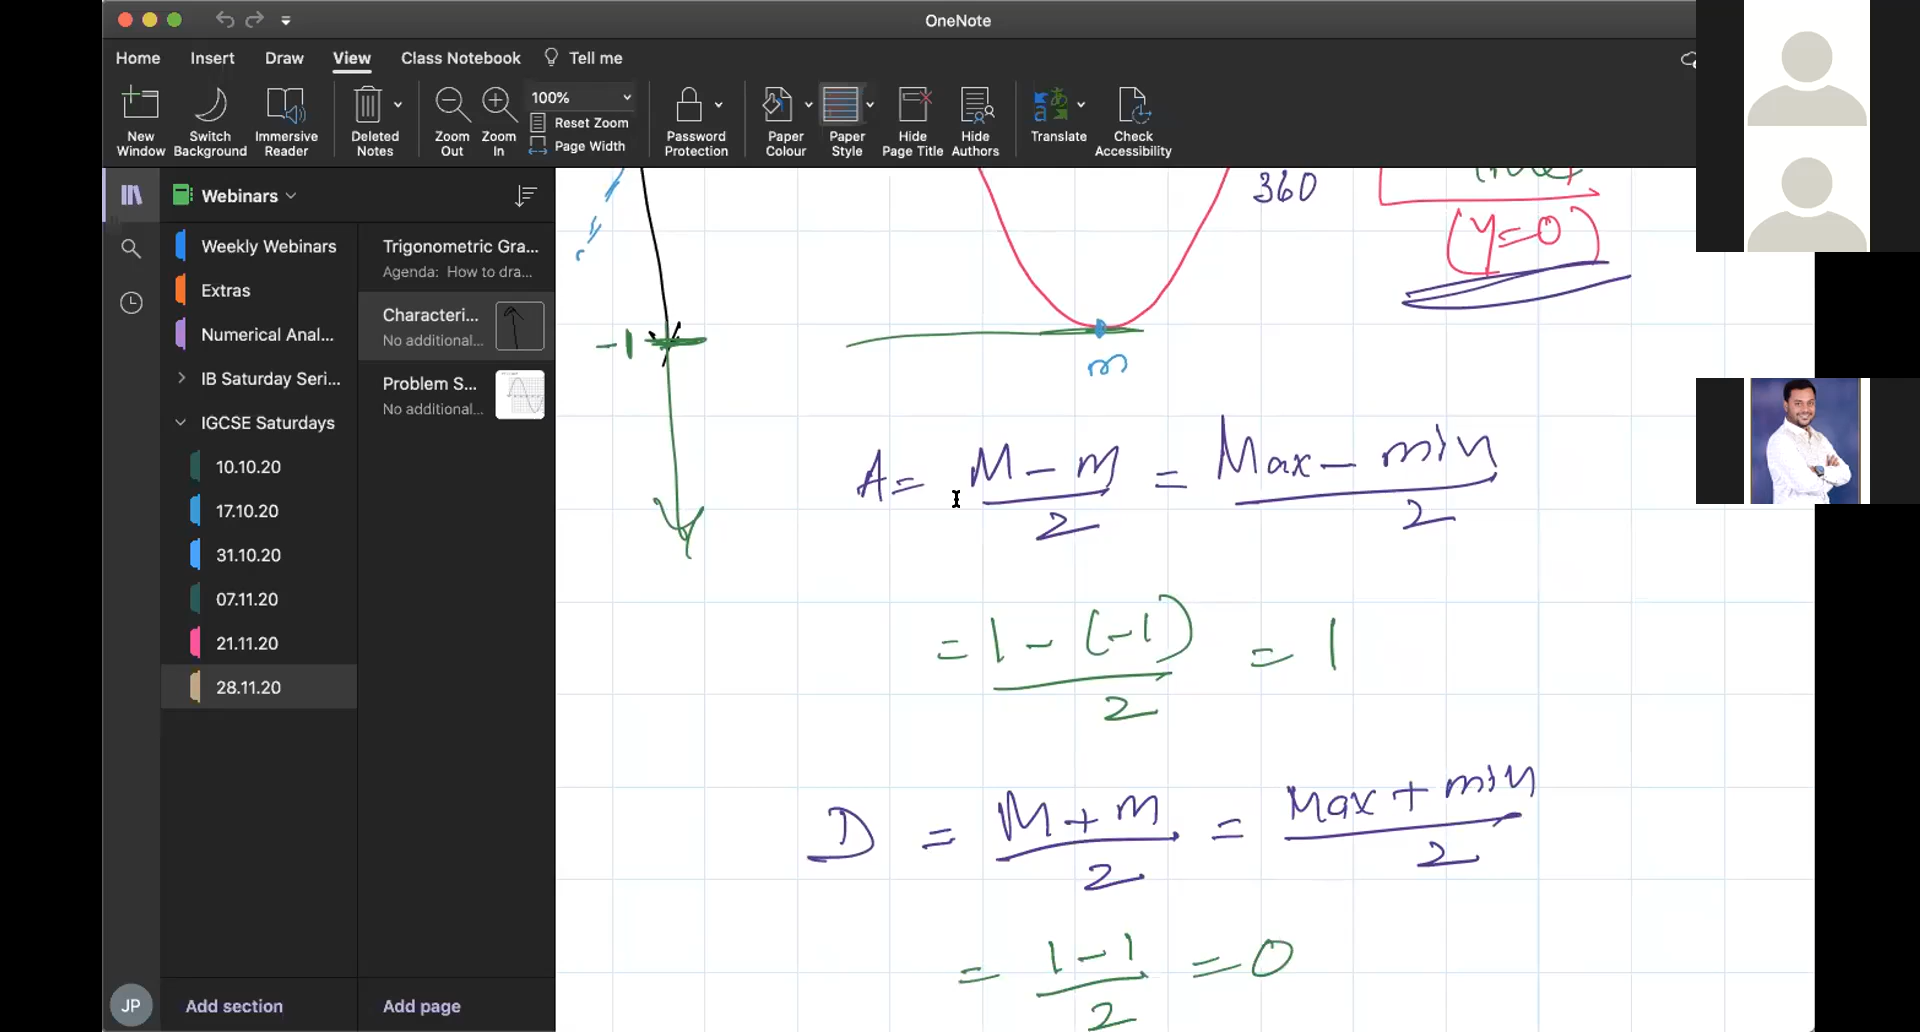 OneNote
Home Insert Draw View Class Notebook Tell me
New Window
Switch Background
Immersive Reader
Deleted Notes
Zoom Out
Zoom In
100%
Reset Zoom
Page Width
Password Protection
Paper Colour
Paper Style
Hide Page Title
Hide Authors
Translate
Check Accessibility
Webinars
Weekly Webinars
Extras
Numerical Anal...
IB Saturday Seri...
IGCSE Saturdays
10.10.20
17.10.20
31.10.20
07.11.20
21.11.20
28.11.20
JP
Add section
Trigonometric Gra...
Agenda: How to dra...
Characteri...
No additional...
Problem S...
No additional...
Add page
360
(y=0)
-1
m
A = M - m / 2 = Max - min / 2
= 1 - (-1) / 2 = 1
D = M + m / 2 = Max + min / 2
= 1 - 1 / 2 = 0